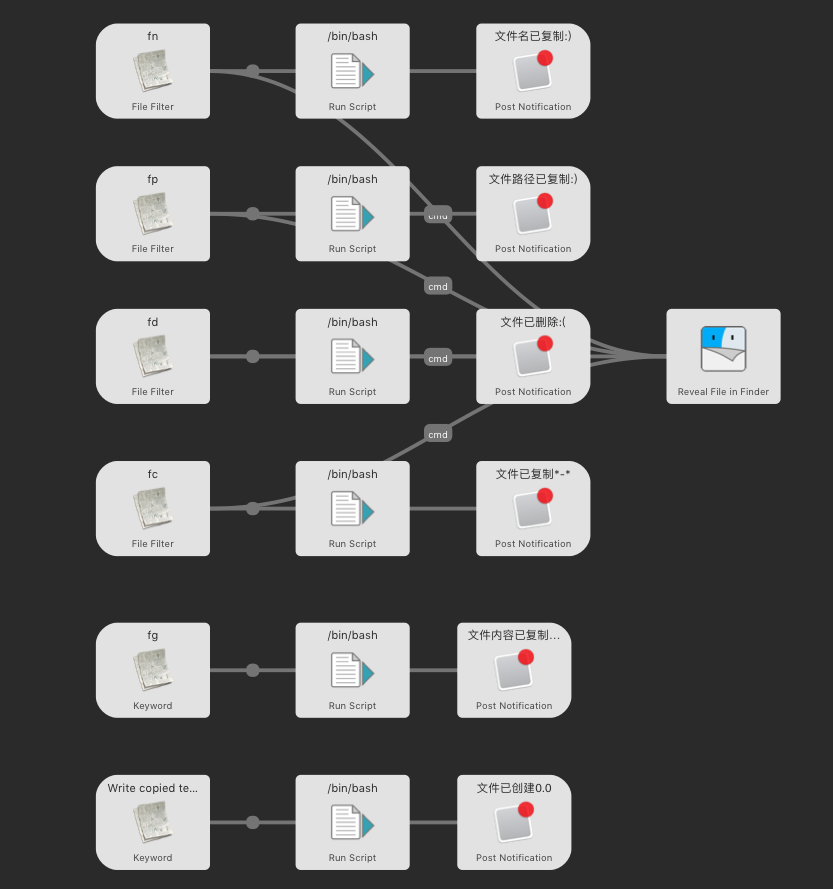 fn
File Filter
/bin/bash
Run Script
文件名已复制:)
Post Notification
fp
File Filter
/bin/bash
Run Script
cmd
文件路径已复制:)
Post Notification
cmd
fd
File Filter
/bin/bash
Run Script
cmd
文件已删除:(
Post Notification
Reveal File in Finder
cmd
fc
File Filter
/bin/bash
Run Script
文件已复制*-*
Post Notification
fg
Keyword
/bin/bash
Run Script
文件内容已复制...
Post Notification
Write copied te...
Keyword
/bin/bash
Run Script
文件已创建0.0
Post Notification